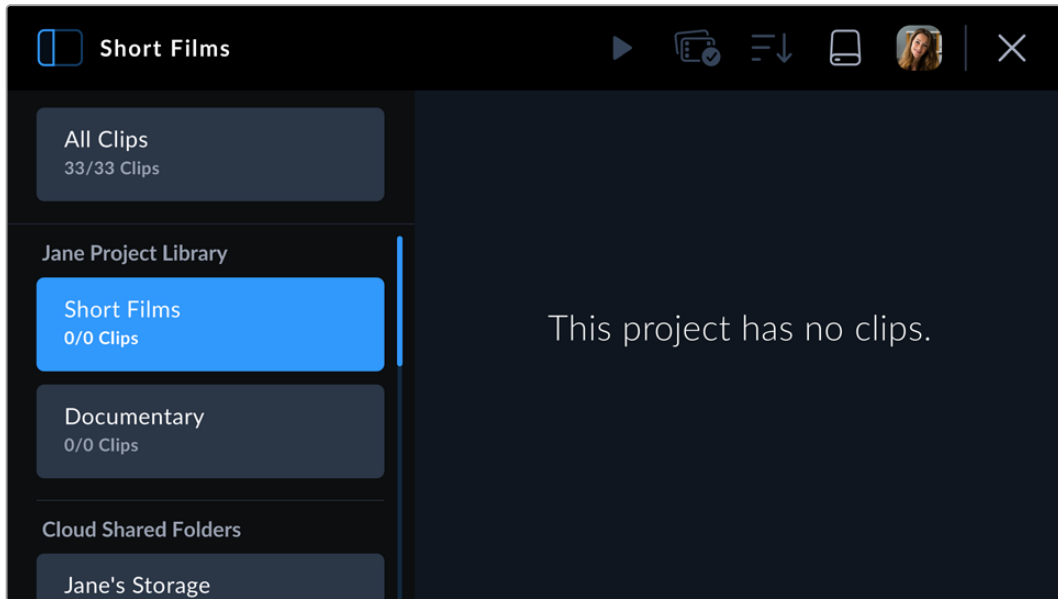 Short Films
All Clips
33/33 Clips
Jane Project Library
Short Films
0/0 Clips
Documentary
0/0 Clips
Cloud Shared Folders
Jane's Storage
This project has no clips.